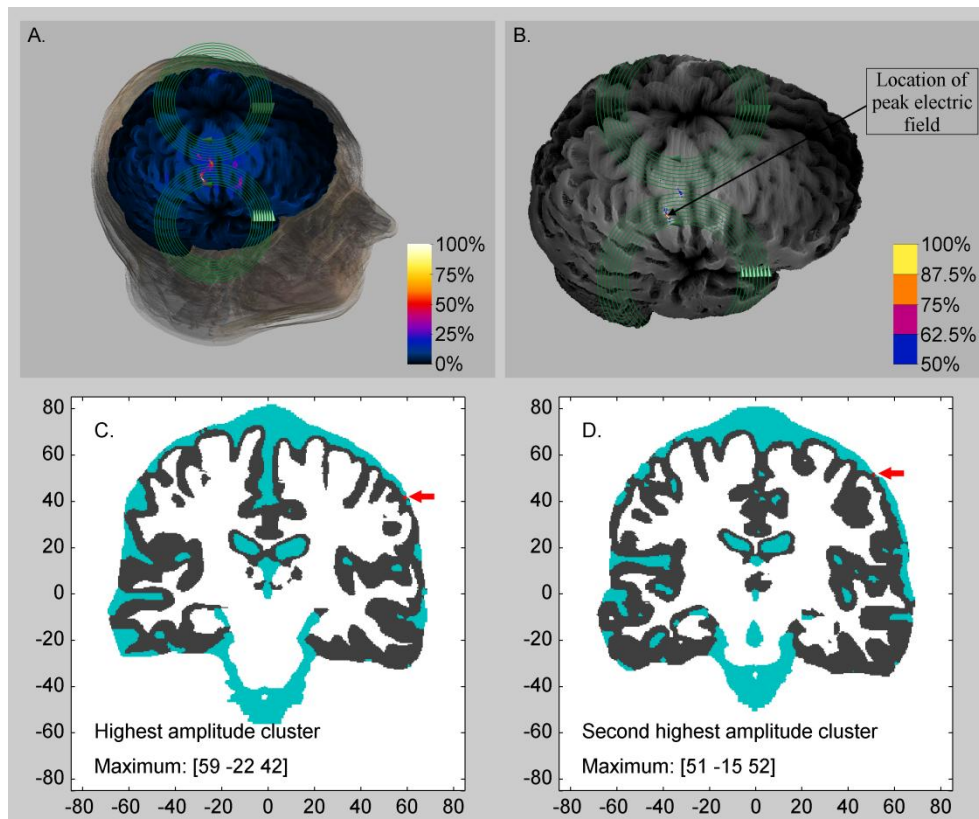 A.
100%
75%
50%
25%
0%
B.
Location of
peak electric
field
100%
87.5%
75%
62.5%
50%
C.
80
60
40
20
0
-20
-40
-60
-80
Highest amplitude cluster
Maximum: [59 -22 42]
-80 -60 -40 -20 0 20 40 60 80
D.
80
60
40
20
0
-20
-40
-60
-80
Second highest amplitude cluster
Maximum: [51 -15 52]
-80 -60 -40 -20 0 20 40 60 80